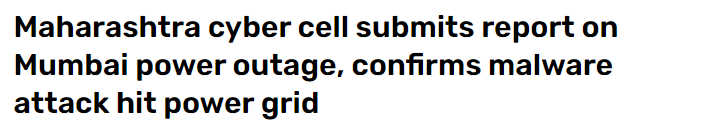 Maharashtra cyber cell submits report on
Mumbai power outage, confirms malware
attack hit power grid